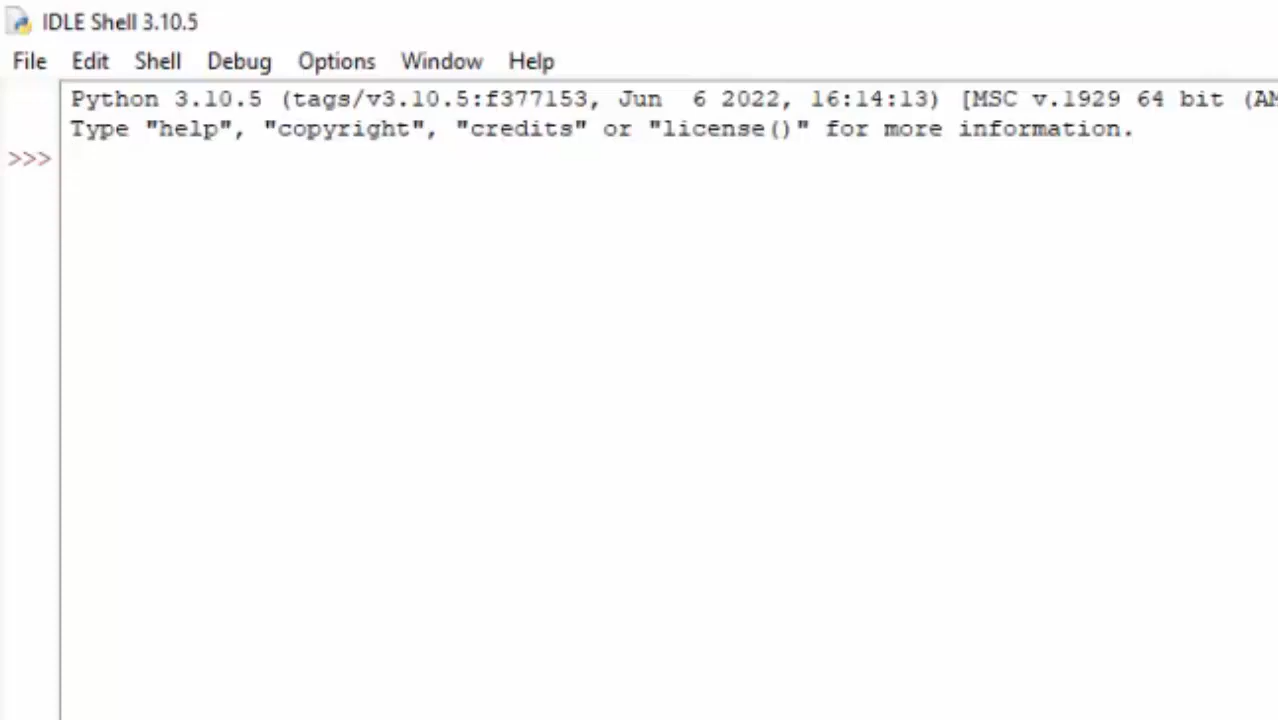 IDLE Shell 3.10.5
File Edit Shell Debug Options Window Help
Python 3.10.5 (tags/v3.10.5:f377153, Jun  6 2022, 16:14:13) [MSC v.1929 64 bit (AM
Type "help", "copyright", "credits" or "license()" for more information.
>>>